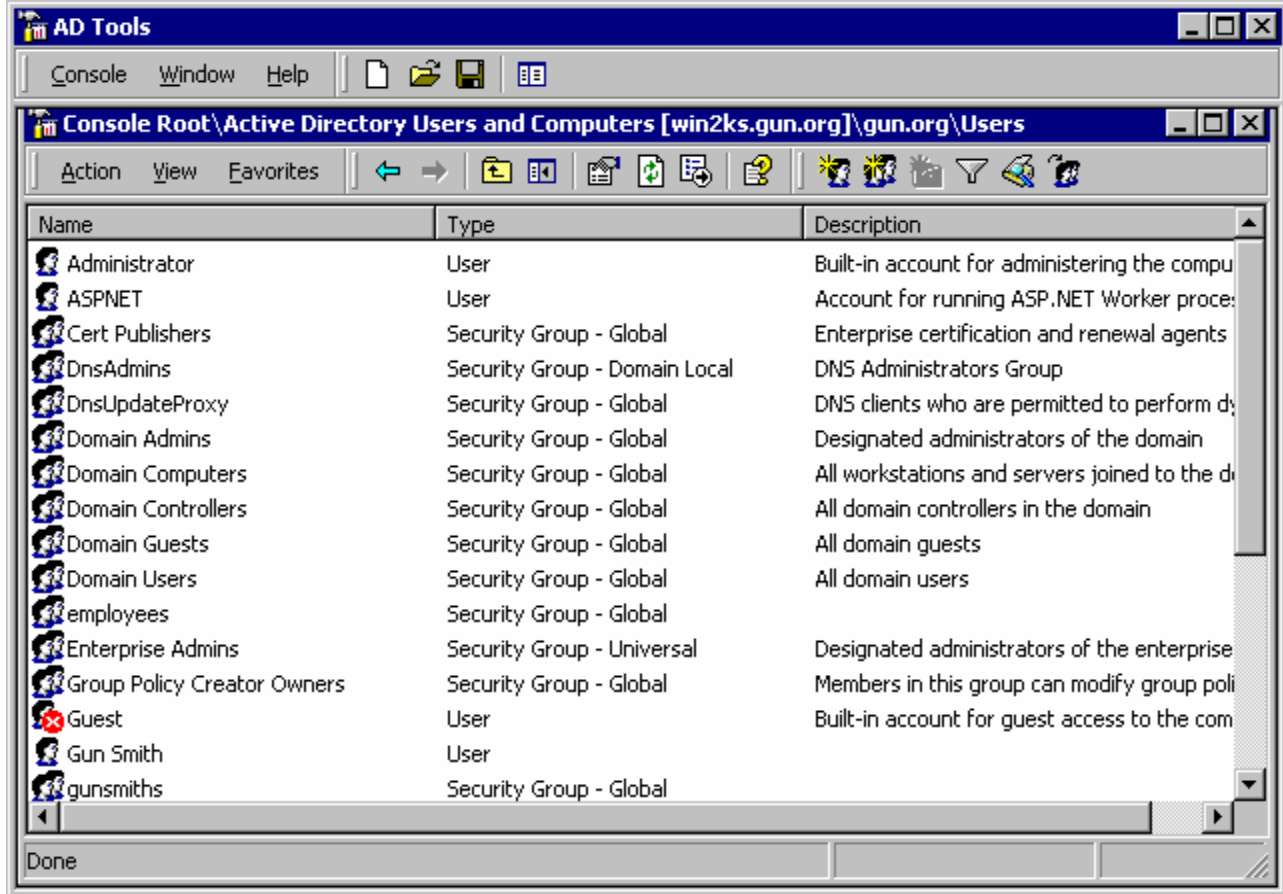 AD Tools
Console Window Help
Console Root\Active Directory Users and Computers [win2ks.gun.org]\gun.org\Users
Action View Favorites
Name Type Description
Administrator User Built-in account for administering the compu
ASPNET User Account for running ASP.NET Worker proces
Cert Publishers Security Group - Global Enterprise certification and renewal agents
DnsAdmins Security Group - Domain Local DNS Administrators Group
DnsUpdateProxy Security Group - Global DNS clients who are permitted to perform dy
Domain Admins Security Group - Global Designated administrators of the domain
Domain Computers Security Group - Global All workstations and servers joined to the do
Domain Controllers Security Group - Global All domain controllers in the domain
Domain Guests Security Group - Global All domain guests
Domain Users Security Group - Global All domain users
employees Security Group - Global
Enterprise Admins Security Group - Universal Designated administrators of the enterprise
Group Policy Creator Owners Security Group - Global Members in this group can modify group poli
Guest User Built-in account for guest access to the com
Gun Smith User
gunsmiths Security Group - Global
Done